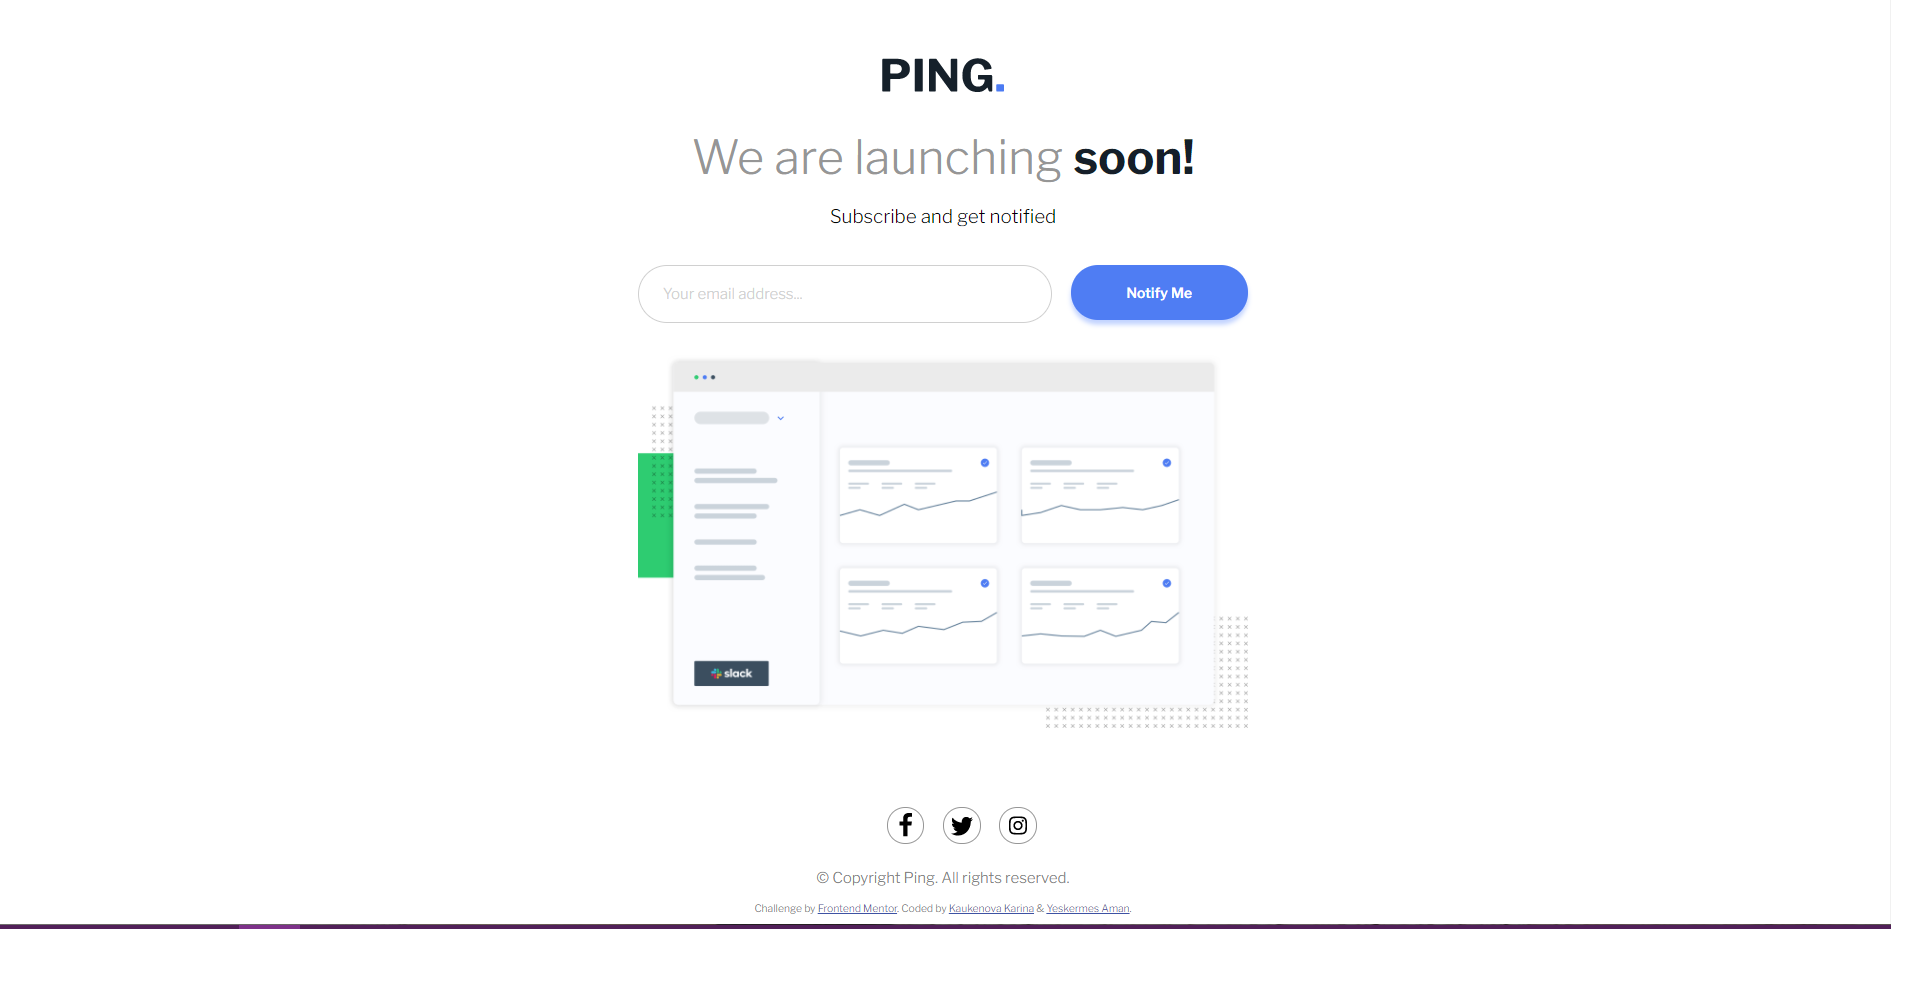 PING.
We are launching soon!
Subscribe and get notified
Your email address...
Notify Me
slack
© Copyright Ping. All rights reserved.
Challenge by Frontend Mentor. Coded by Kaukenova Karina & Yeskermes Aman.